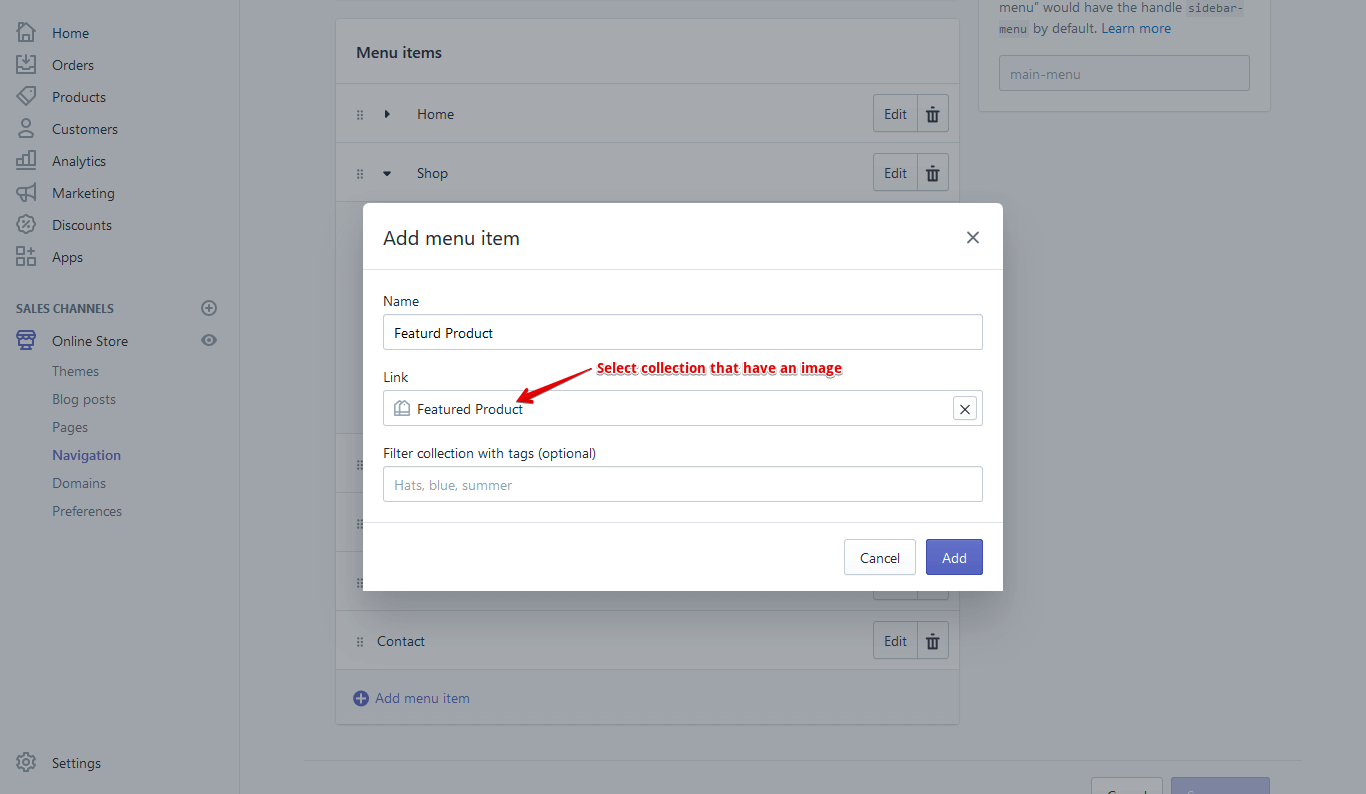 menu" would have the handle sidebar-
menu by default. Learn more
main-menu
Home
Orders
Products
Customers
Analytics
Marketing
Discounts
Apps
SALES CHANNELS
Online Store
Themes
Blog posts
Pages
Navigation
Domains
Preferences
Settings
Menu items
Home
Edit
Shop
Edit
Add menu item
Name
Featurd Product
Select collection that have an image
Link
Featured Product
Filter collection with tags (optional)
Hats, blue, summer
Cancel
Add
Contact
Edit
Add menu item